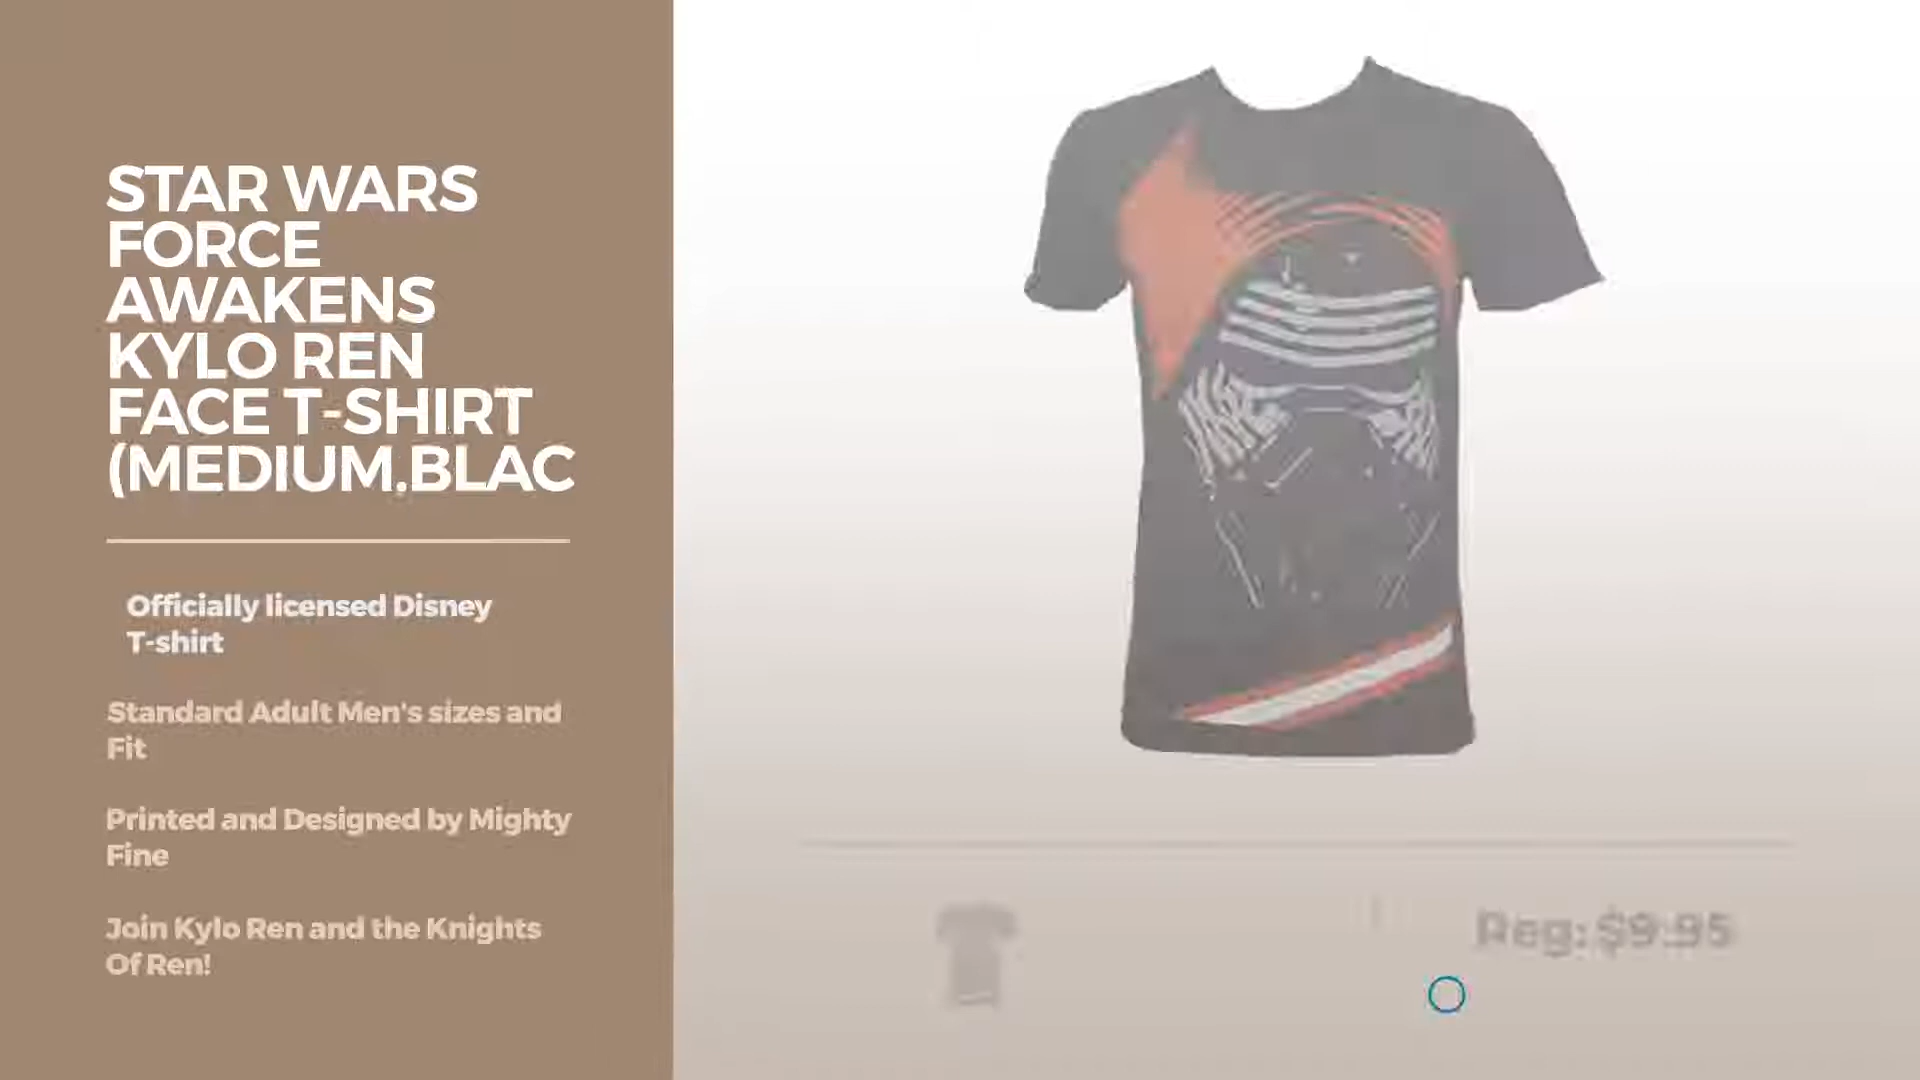 STAR WARS
FORCE
AWAKENS
KYLO REN
FACE T-SHIRT
(MEDIUM.BLAC
Officially licensed Disney
T-shirt
Standard Adult Men's sizes and
Fit
Printed and Designed by Mighty
Fine
Join Kylo Ren and the Knights
Of Ren!
Reg: $9.95